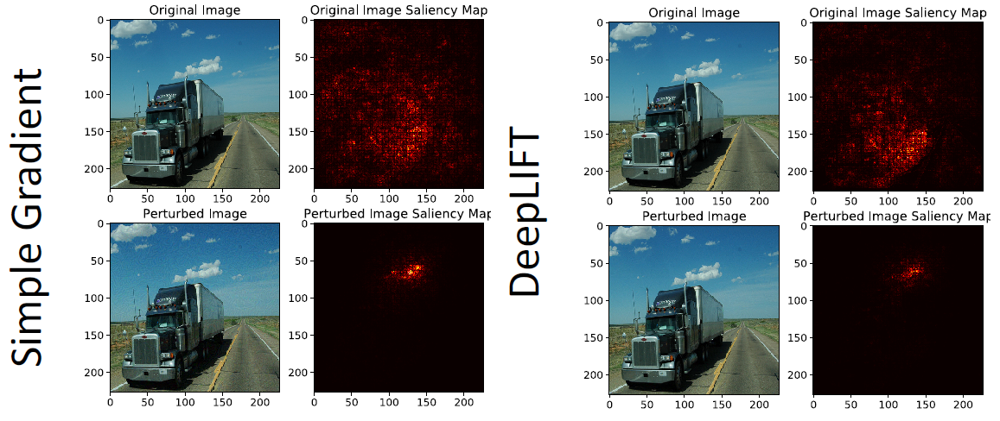 Simple Gradient
Original Image
0
50
100
150
200
0 50 100 150 200
Original Image Saliency Map
0
50
100
150
200
0 50 100 150 200
Perturbed Image
0
50
100
150
200
0 50 100 150 200
Perturbed Image Saliency Map
0
50
100
150
200
0 50 100 150 200
DeepLIFT
Original Image
0
50
100
150
200
0 50 100 150 200
Original Image Saliency Map
0
50
100
150
200
0 50 100 150 200
Perturbed Image
0
50
100
150
200
0 50 100 150 200
Perturbed Image Saliency Map
0
50
100
150
200
0 50 100 150 200